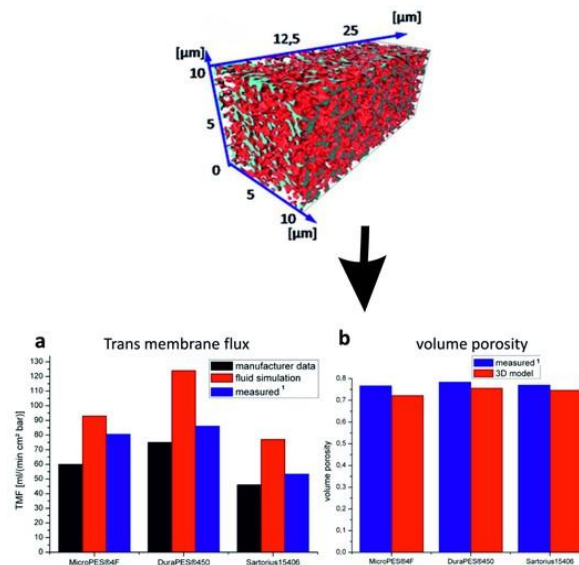 [µm]
12,5
25
[µm]
10
5
0
5
10
[µm]
a
Trans membrane flux
manufacturer data
fluid simulation
measured ¹
TMF [ml/(min cm² bar)]
130
120
110
100
90
80
70
60
50
40
30
20
10
0
MicroPES®4F
DuraPES®450
Sartorius15406
b
volume porosity
measured ¹
3D model
volume porosity
0,8
0,7
0,6
0,5
0,4
0,3
0,2
0,1
0,0
MicroPES®4F
DuraPES®450
Sartorius15406